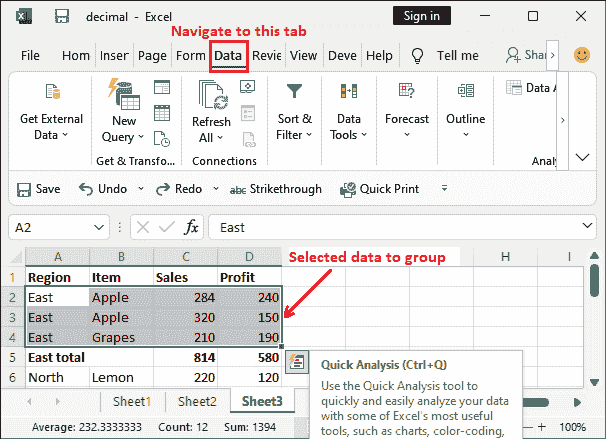 decimal - Excel
Sign in
Navigate to this tab
File Hom Inser Page Form Data Revie View Deve Help Tell me Share
Get External Data
New Query
Refresh All
Sort & Filter
Data Tools
Forecast
Outline
Data A
Get & Transfo...
Connections
Analy
Save Undo Redo abc Strikethrough Quick Print
A2 fx East
A B C D H I
1 Region Item Sales Profit
Selected data to group
2 East Apple 284 240
3 East Apple 320 150
4 East Grapes 210 190
5 East total 814 580
6 North Lemon 220 120
Quick Analysis (Ctrl+Q)
Use the Quick Analysis tool to
quickly and easily analyze your data
with some of Excel's most useful
tools, such as charts, color-coding,
Sheet1 Sheet2 Sheet3
Average: 232.3333333 Count: 12 Sum: 1394
100%